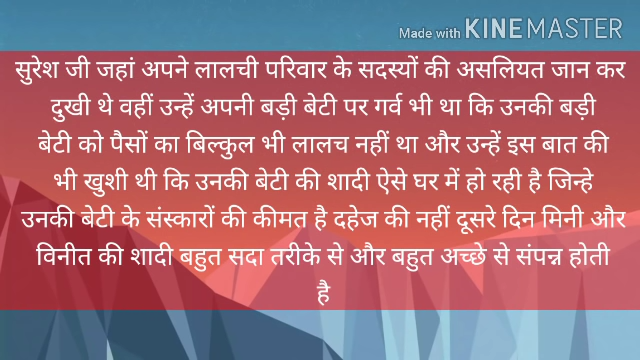 Made with KINEMASTER
सुरेश जी जहां अपने लालची परिवार के सदस्यों की असलियत जान कर
दुखी थे वहीं उन्हें अपनी बड़ी बेटी पर गर्व भी था कि उनकी बड़ी
बेटी को पैसों का बिल्कुल भी लालच नहीं था और उन्हें इस बात की
भी खुशी थी कि उनकी बेटी की शादी ऐसे घर में हो रही है जिन्हे
उनकी बेटी के संस्कारों की कीमत है दहेज की नहीं दूसरे दिन मिनी और
विनीत की शादी बहुत सदा तरीके से और बहुत अच्छे से संपन्न होती
है